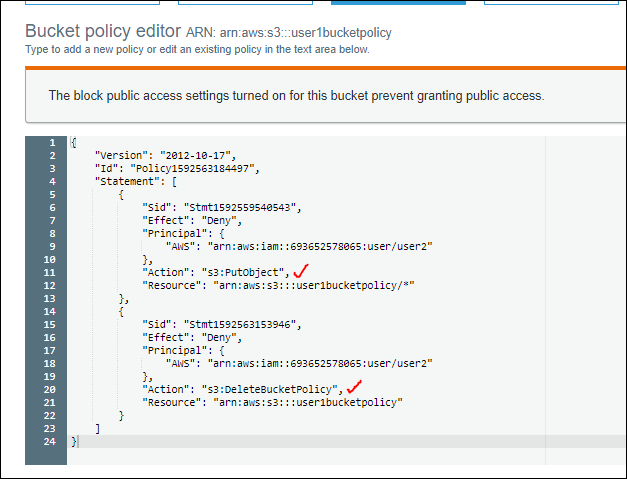 Bucket policy editor ARN: arn:aws:s3:::user1bucketpolicy
Type to add a new policy or edit an existing policy in the text area below.
The block public access settings turned on for this bucket prevent granting public access.
1 {
2 "Version": "2012-10-17",
3 "Id": "Policy1592563184497",
4 "Statement": [
5 {
6 "Sid": "Stmt1592559540543",
7 "Effect": "Deny",
8 "Principal": {
9 "AWS": "arn:aws:iam::693652578065:user/user2"
10 },
11 "Action": "s3:PutObject",
12 "Resource": "arn:aws:s3:::user1bucketpolicy/*"
13 },
14 {
15 "Sid": "Stmt1592563153946",
16 "Effect": "Deny",
17 "Principal": {
18 "AWS": "arn:aws:iam::693652578065:user/user2"
19 },
20 "Action": "s3:DeleteBucketPolicy",
21 "Resource": "arn:aws:s3:::user1bucketpolicy"
22 }
23 ]
24 }